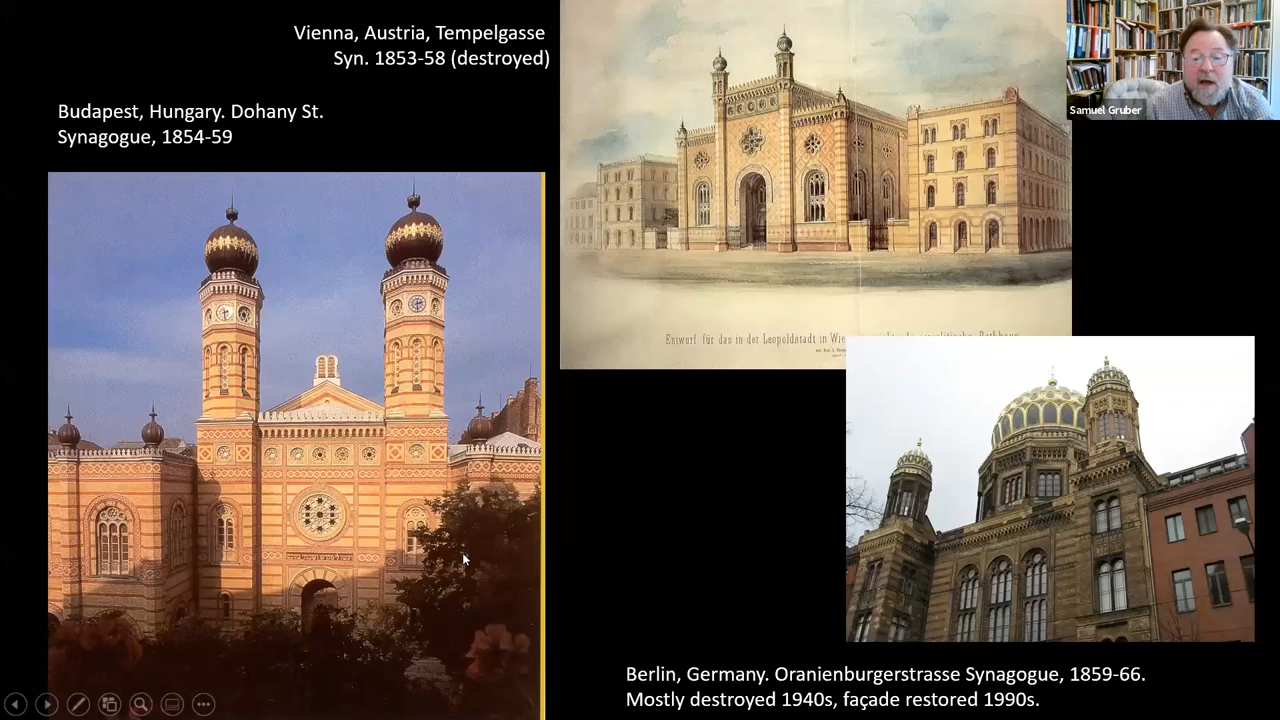 Vienna, Austria, Tempelgasse
Syn. 1853-58 (destroyed)
Samuel Gruber
Budapest, Hungary. Dohany St.
Synagogue, 1854-59
Entwurf für das in der Leopoldstadt in
Berlin, Germany. Oranienburgerstrasse Synagogue, 1859-66.
Mostly destroyed 1940s, façade restored 1990s.